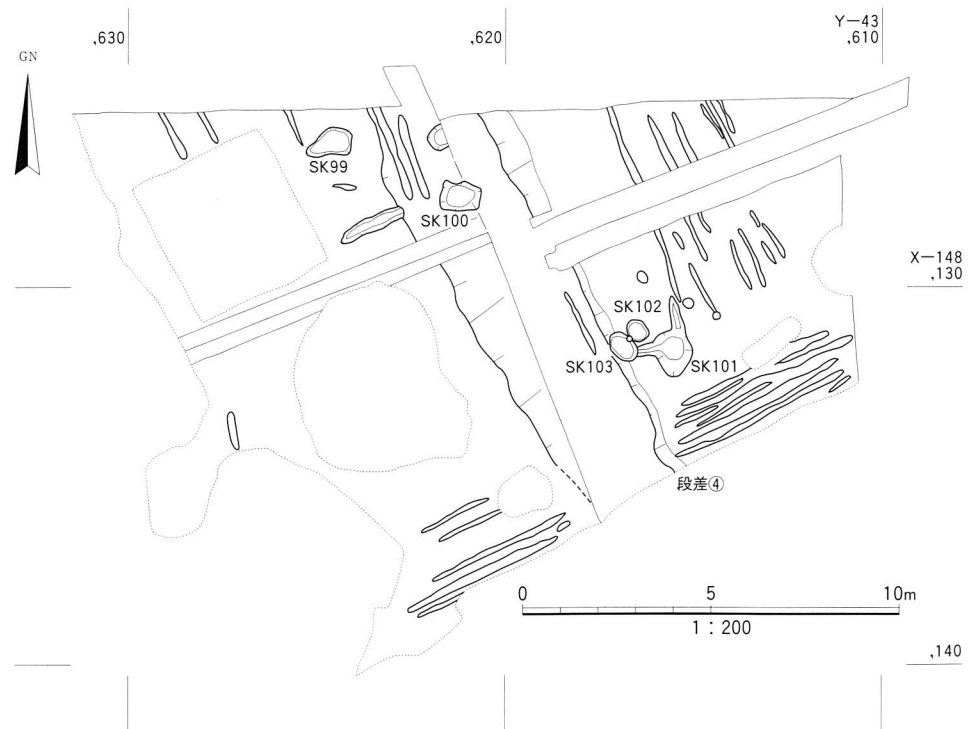 Y−43
,630
,620
,610
GN
SK99
SK100
X−148
,130
SK102
SK103
SK101
段差④
0 5 10m
1：200
,140